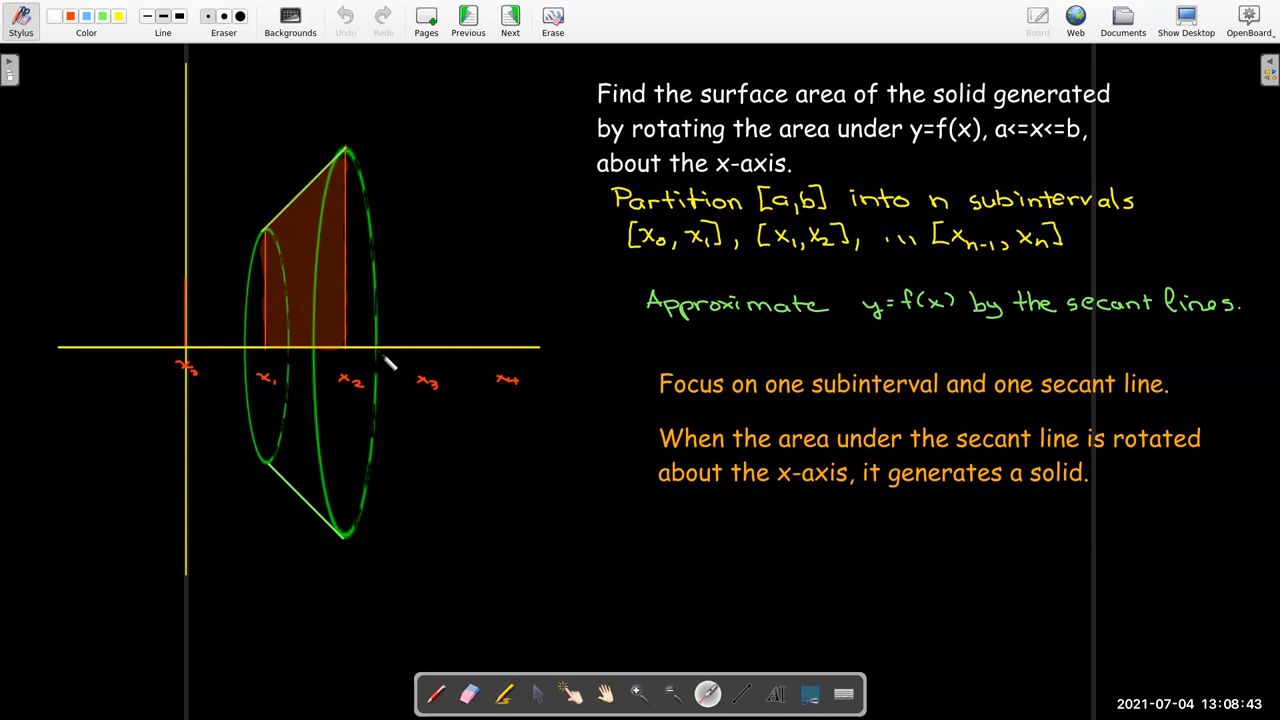 Stylus Color Line Eraser Backgrounds Undo Redo Pages Previous Next Erase Board Web Documents Show Desktop OpenBoard
Find the surface area of the solid generated
by rotating the area under y=f(x), a<=x<=b,
about the x-axis.
Partition [a,b] into n subintervals
[x₀, x₁], [x₁, x₂], ... [xₙ₋₁, xₙ]
Approximate y=f(x) by the secant lines.
x₀ x₁ x₂ x₃ x₄
Focus on one subinterval and one secant line.
When the area under the secant line is rotated
about the x-axis, it generates a solid.
2021-07-04 13:08:43